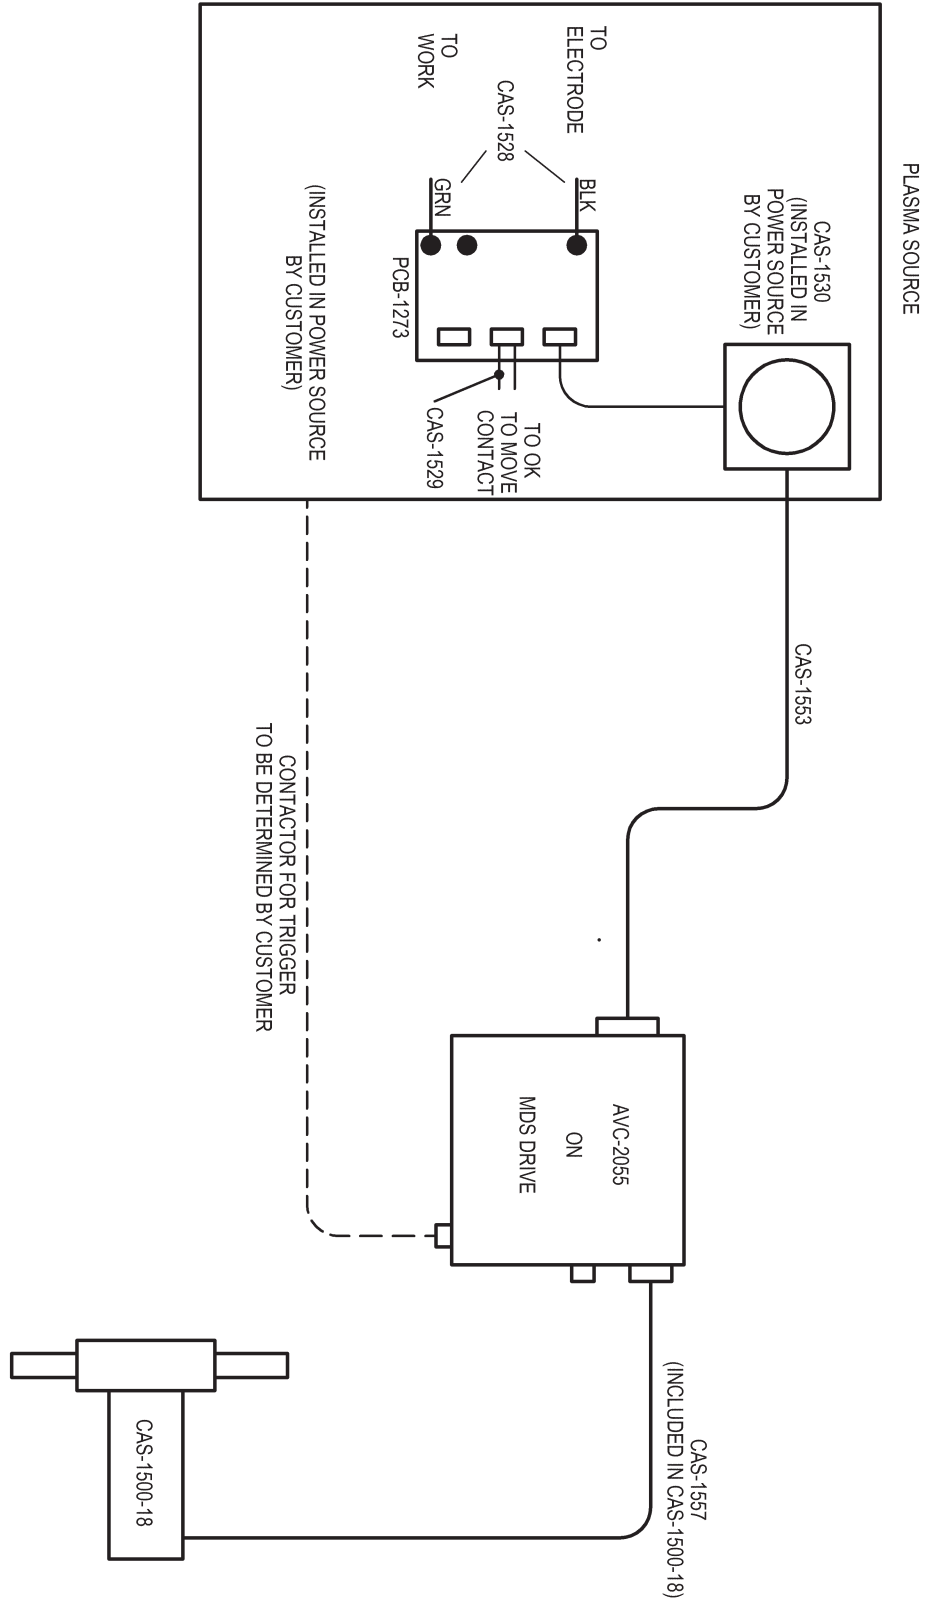 PLASMA SOURCE
CAS-1530
(INSTALLED IN
POWER SOURCE
BY CUSTOMER)
TO
ELECTRODE
BLK
CAS-1528
TO
WORK
GRN
PCB-1273
TO OK
TO MOVE
CONTACT
CAS-1529
(INSTALLED IN POWER SOURCE
BY CUSTOMER)
CAS-1553
CONTACTOR FOR TRIGGER
TO BE DETERMINED BY CUSTOMER
AVC-2055
ON
MDS DRIVE
CAS-1557
(INCLUDED IN CAS-1500-18)
CAS-1500-18